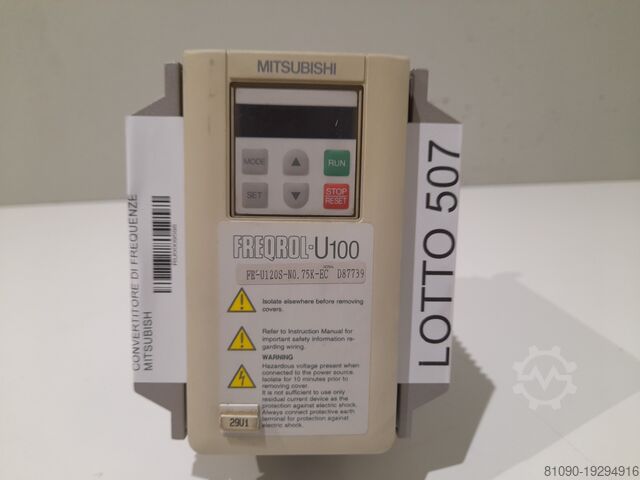 MITSUBISHI
MODE
RUN
SET
STOP
RESET
FREQROL-U100
FR-U120S-N0.75K-EC D87739
Isolate elsewhere before removing
covers.
Refer to Instruction Manual for
important safety information re-
garding wiring.
WARNING
Hazardous voltage present when
connected to the power source.
Isolate for 10 minutes prior to
removing cover.
It is not sufficient to use only
residual current device as the
protection against electric shock.
Always connect protective earth
terminal for protection against
electric shock.
29U1
CONVERTITORE DI FREQUENZE
MITSUBISH
LOTTO 507
81090-19294916